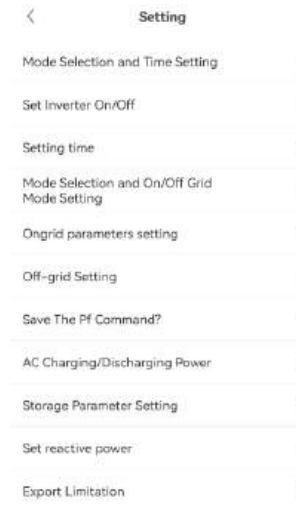 Setting
Mode Selection and Time Setting
Set Inverter On/Off
Setting time
Mode Selection and On/Off Grid
Mode Setting
Ongrid parameters setting
Off-grid Setting
Save The Pf Command?
AC Charging/Discharging Power
Storage Parameter Setting
Set reactive power
Export Limitation